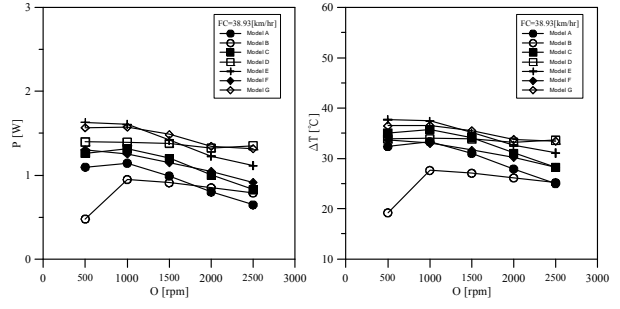 3
2
1
0
P [W]
FC=38.93[km/hr]
Model A
Model B
Model C
Model D
Model E
Model F
Model G
0 500 1000 1500 2000 2500 3000
O [rpm]
60
50
40
30
20
10
ΔT [℃]
FC=38.93[km/hr]
Model A
Model B
Model C
Model D
Model E
Model F
Model G
0 500 1000 1500 2000 2500 3000
O [rpm]